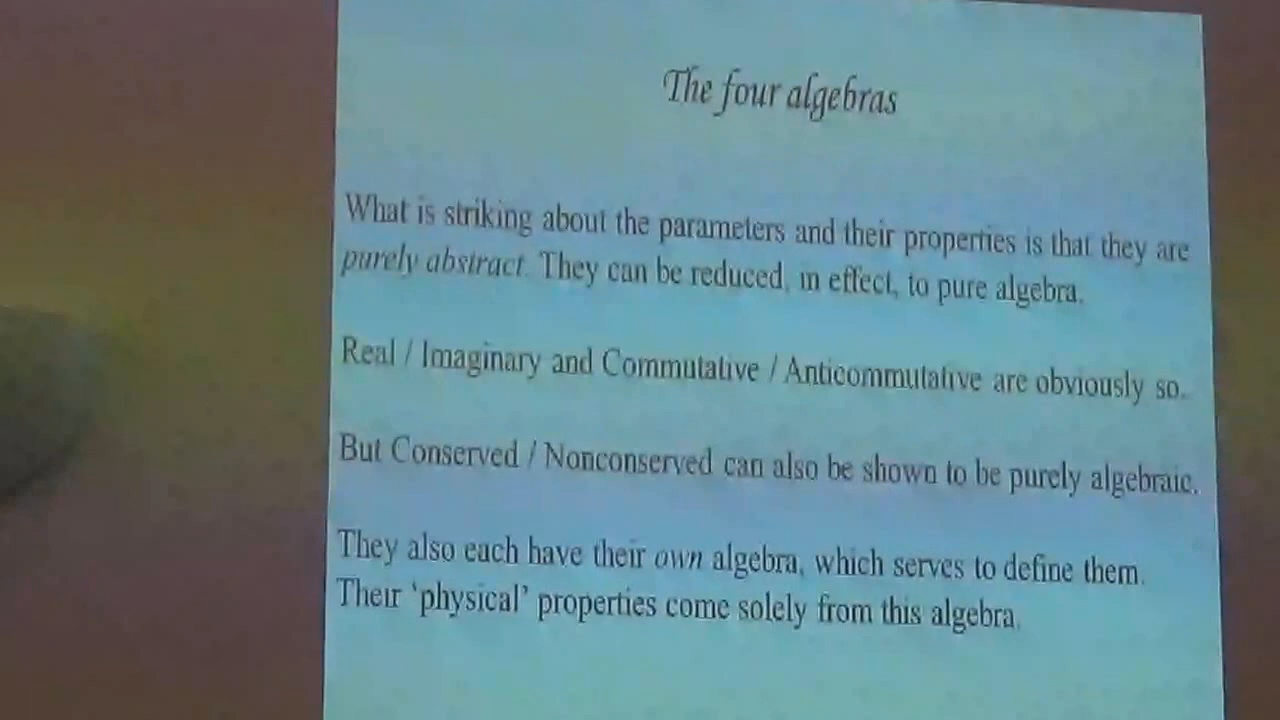 The four algebras
What is striking about the parameters and their properties is that they are
purely abstract. They can be reduced, in effect, to pure algebra.
Real / Imaginary and Commutative / Anticommutative are obviously so.
But Conserved / Nonconserved can also be shown to be purely algebraic.
They also each have their own algebra, which serves to define them.
Their ‘physical’ properties come solely from this algebra.